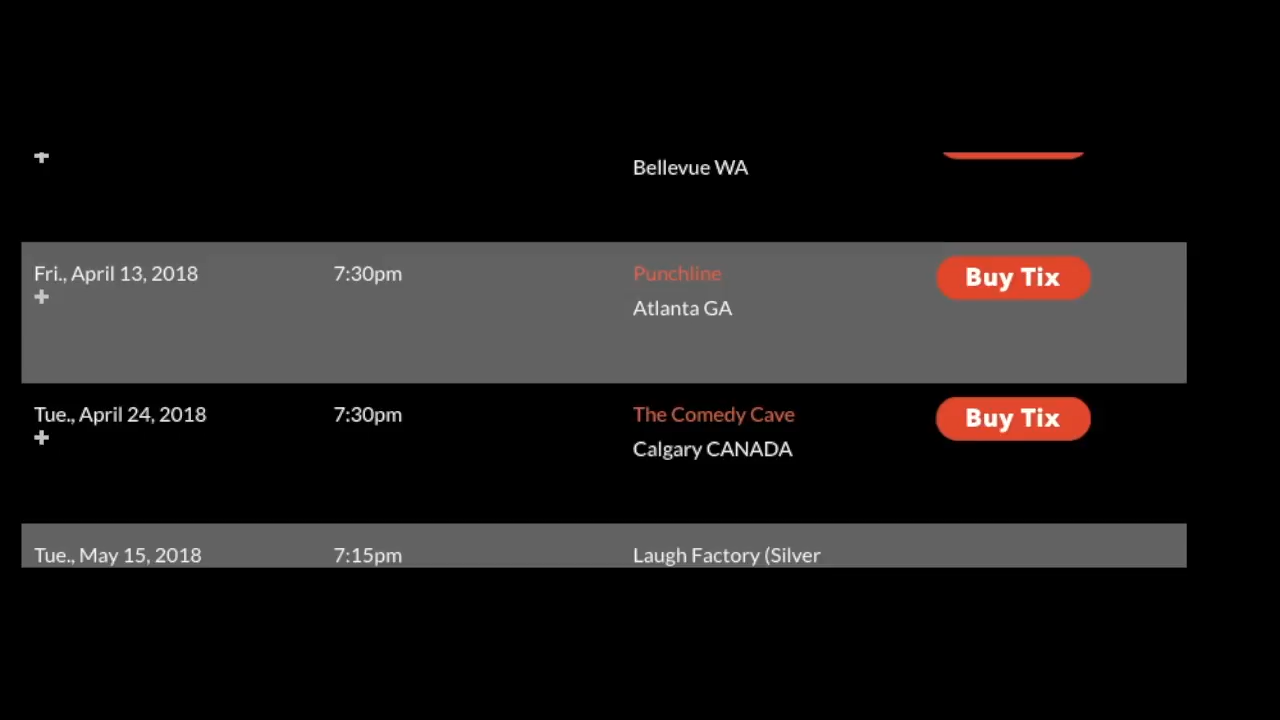 Bellevue WA
Fri., April 13, 2018 7:30pm Punchline Buy Tix
+
Atlanta GA
Tue., April 24, 2018 7:30pm The Comedy Cave Buy Tix
+
Calgary CANADA
Tue., May 15, 2018 7:15pm Laugh Factory (Silver